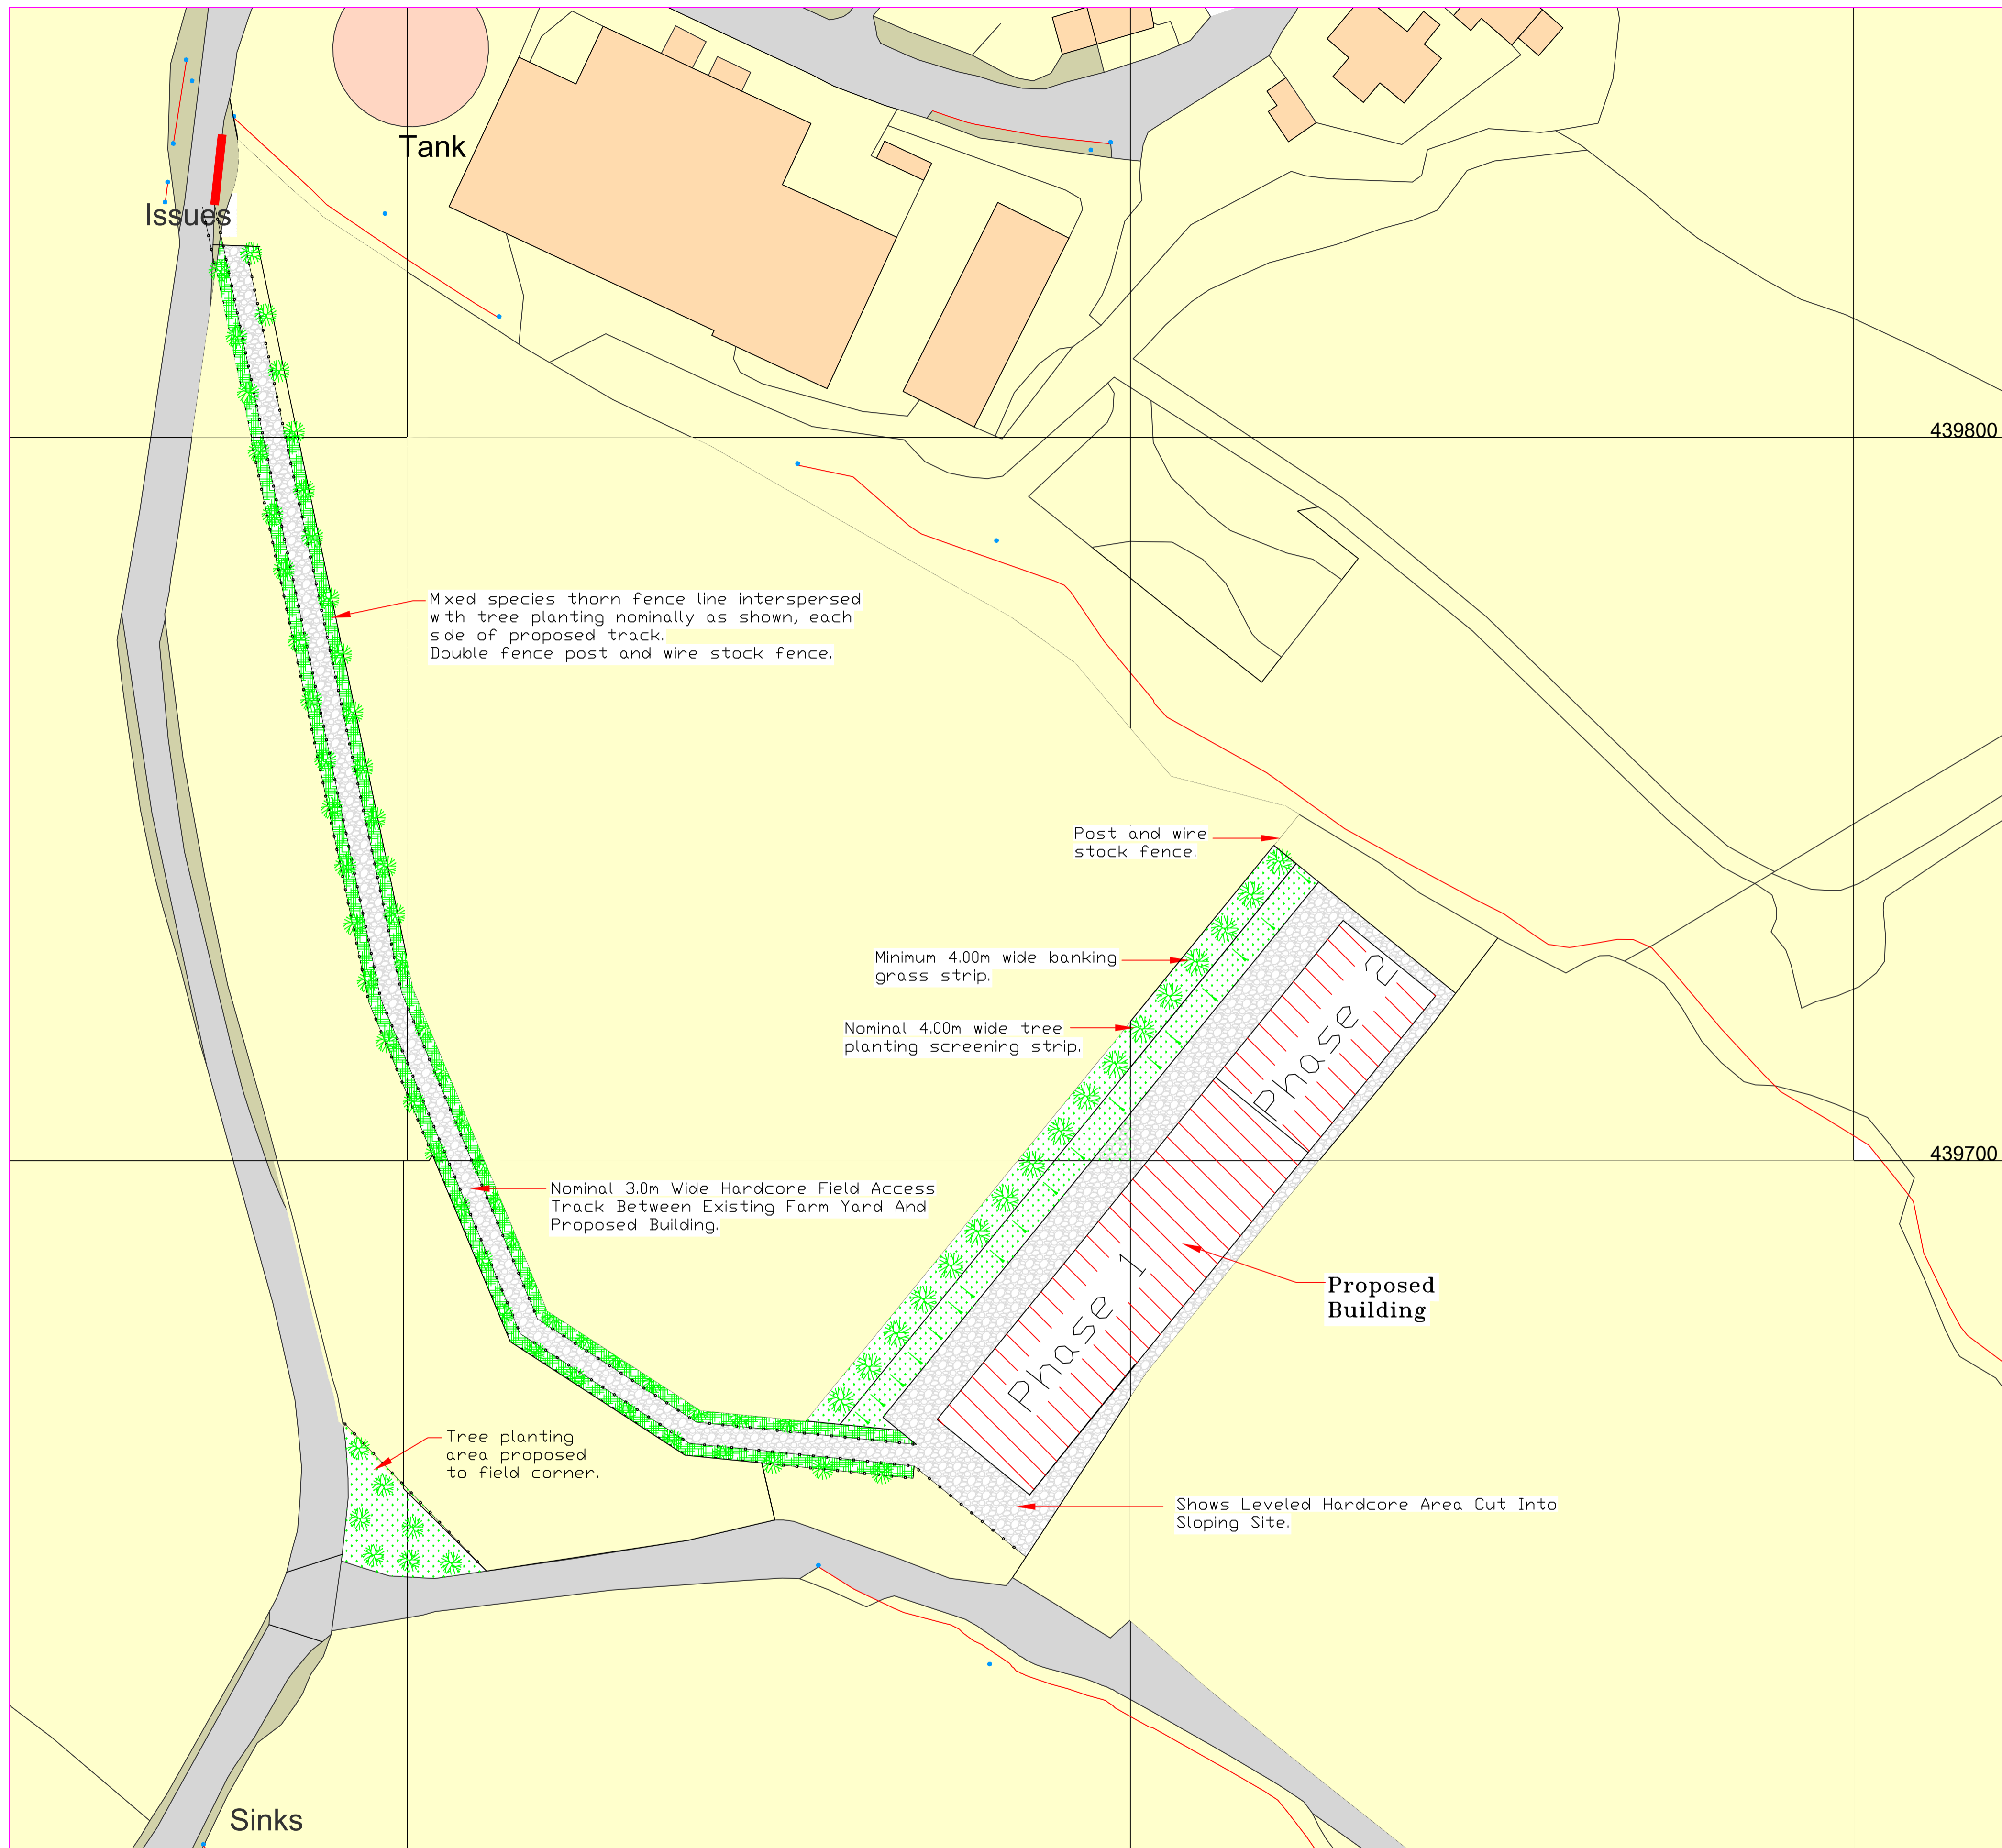 Tank
Issues
439800
Mixed species thorn fence line interspersed
with tree planting nominally as shown, each
side of proposed track.
Double fence post and wire stock fence.
Post and wire
stock fence.
Minimum 4.00m wide banking
grass strip.
Nominal 4.00m wide tree
planting screening strip.
Phase 2
439700
Nominal 3.0m Wide Hardcore Field Access
Track Between Existing Farm Yard And
Proposed Building.
Phase 1
Proposed
Building
Tree planting
area proposed
to field corner.
Shows Leveled Hardcore Area Cut Into
Sloping Site.
Sinks